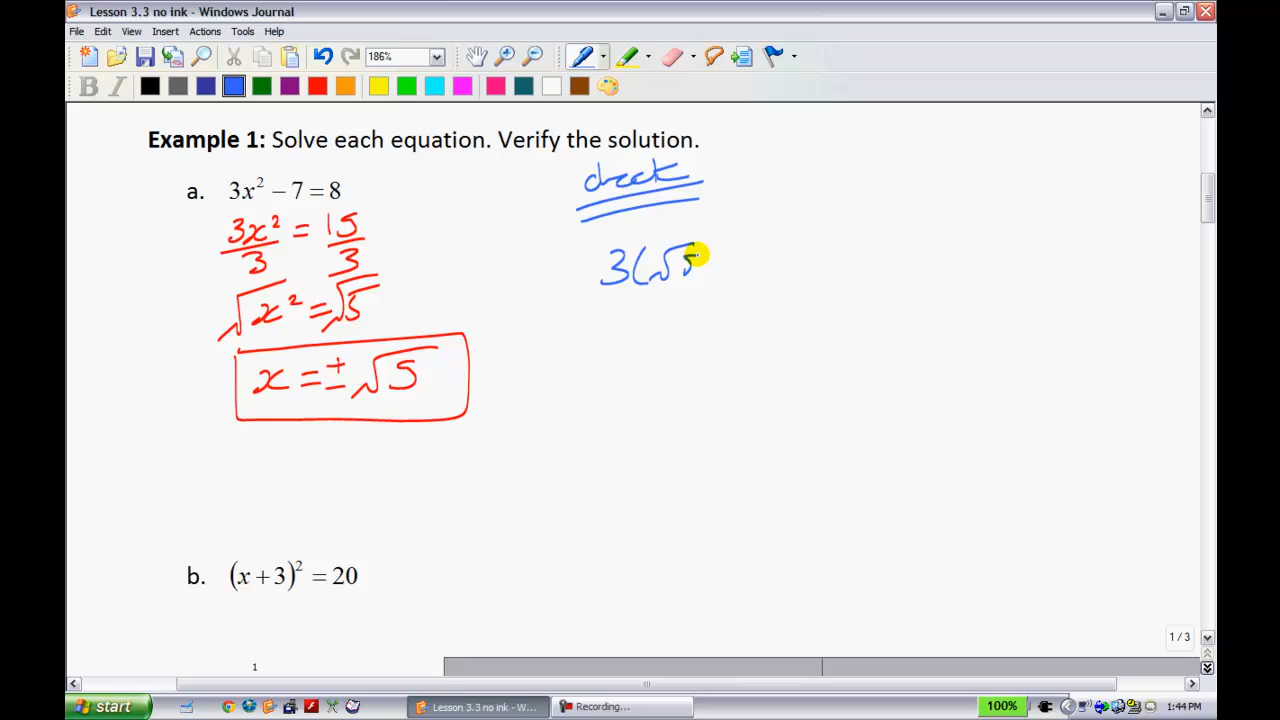 Lesson 3.3 no ink - Windows Journal
File Edit View Insert Actions Tools Help
186%
B I
Example 1: Solve each equation. Verify the solution.
check
a. 3x² − 7 = 8
3x²/3 = 15/3
√x² = √5
x = ± √5
3(√5
b. (x + 3)² = 20
1 / 3
1
start Lesson 3.3 no ink - W... Recording... 100% 1:44 PM